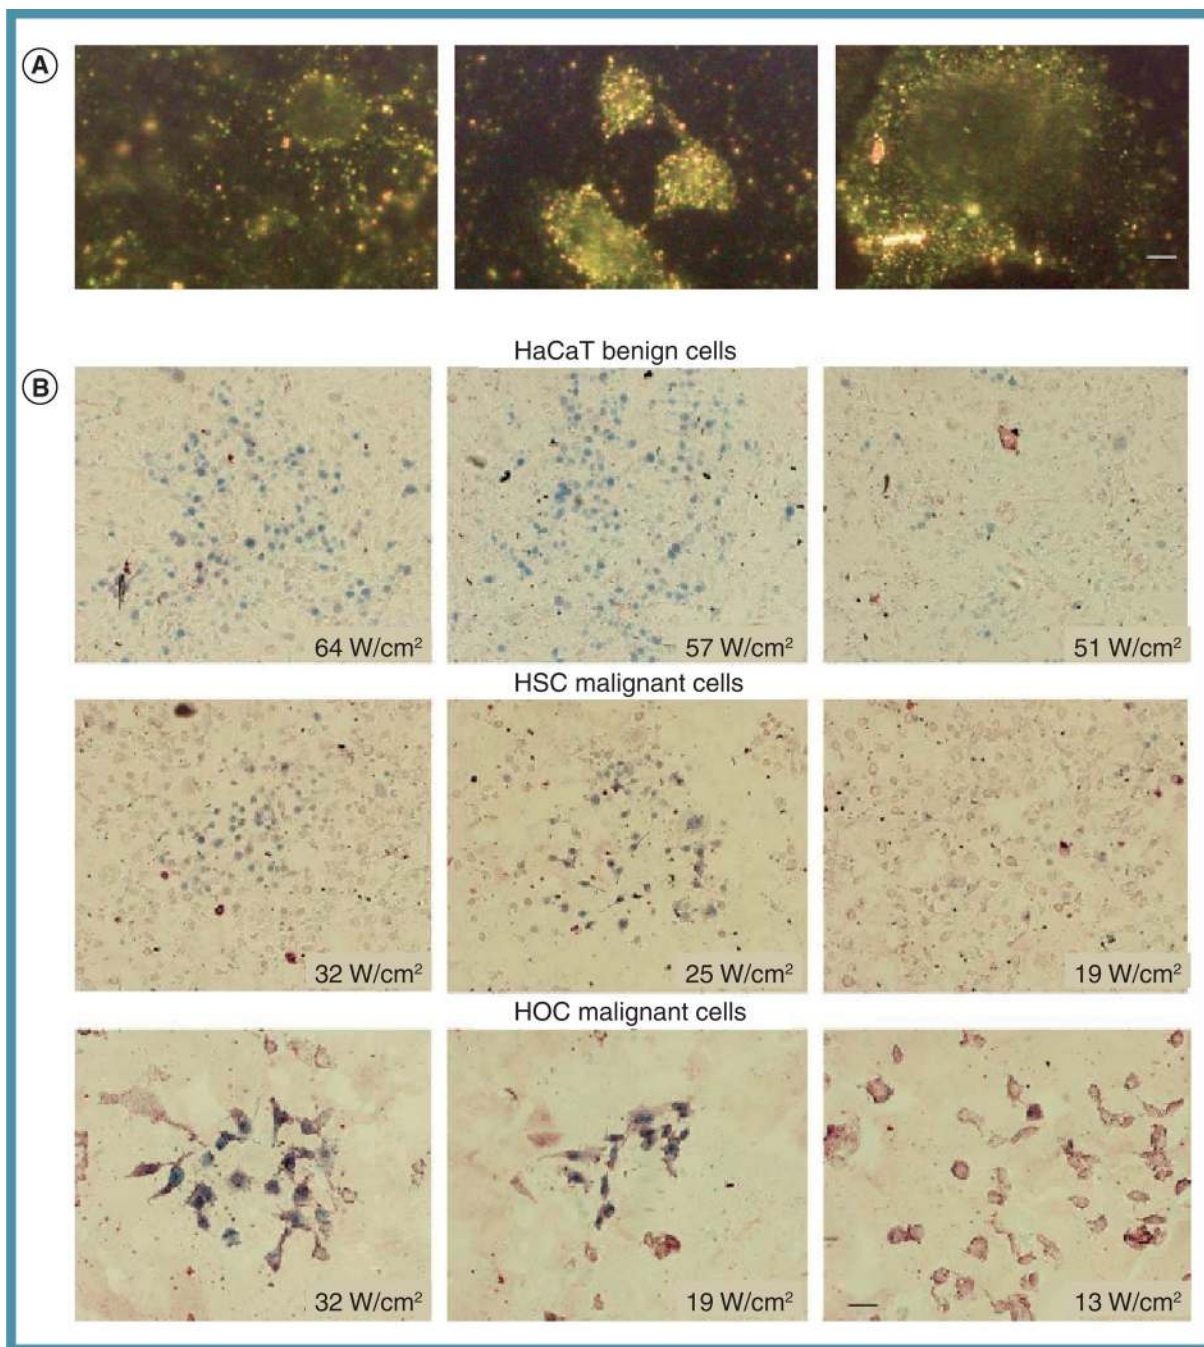 A
HaCaT benign cells
B
64 W/cm²
57 W/cm²
51 W/cm²
HSC malignant cells
32 W/cm²
25 W/cm²
19 W/cm²
HOC malignant cells
32 W/cm²
19 W/cm²
13 W/cm²